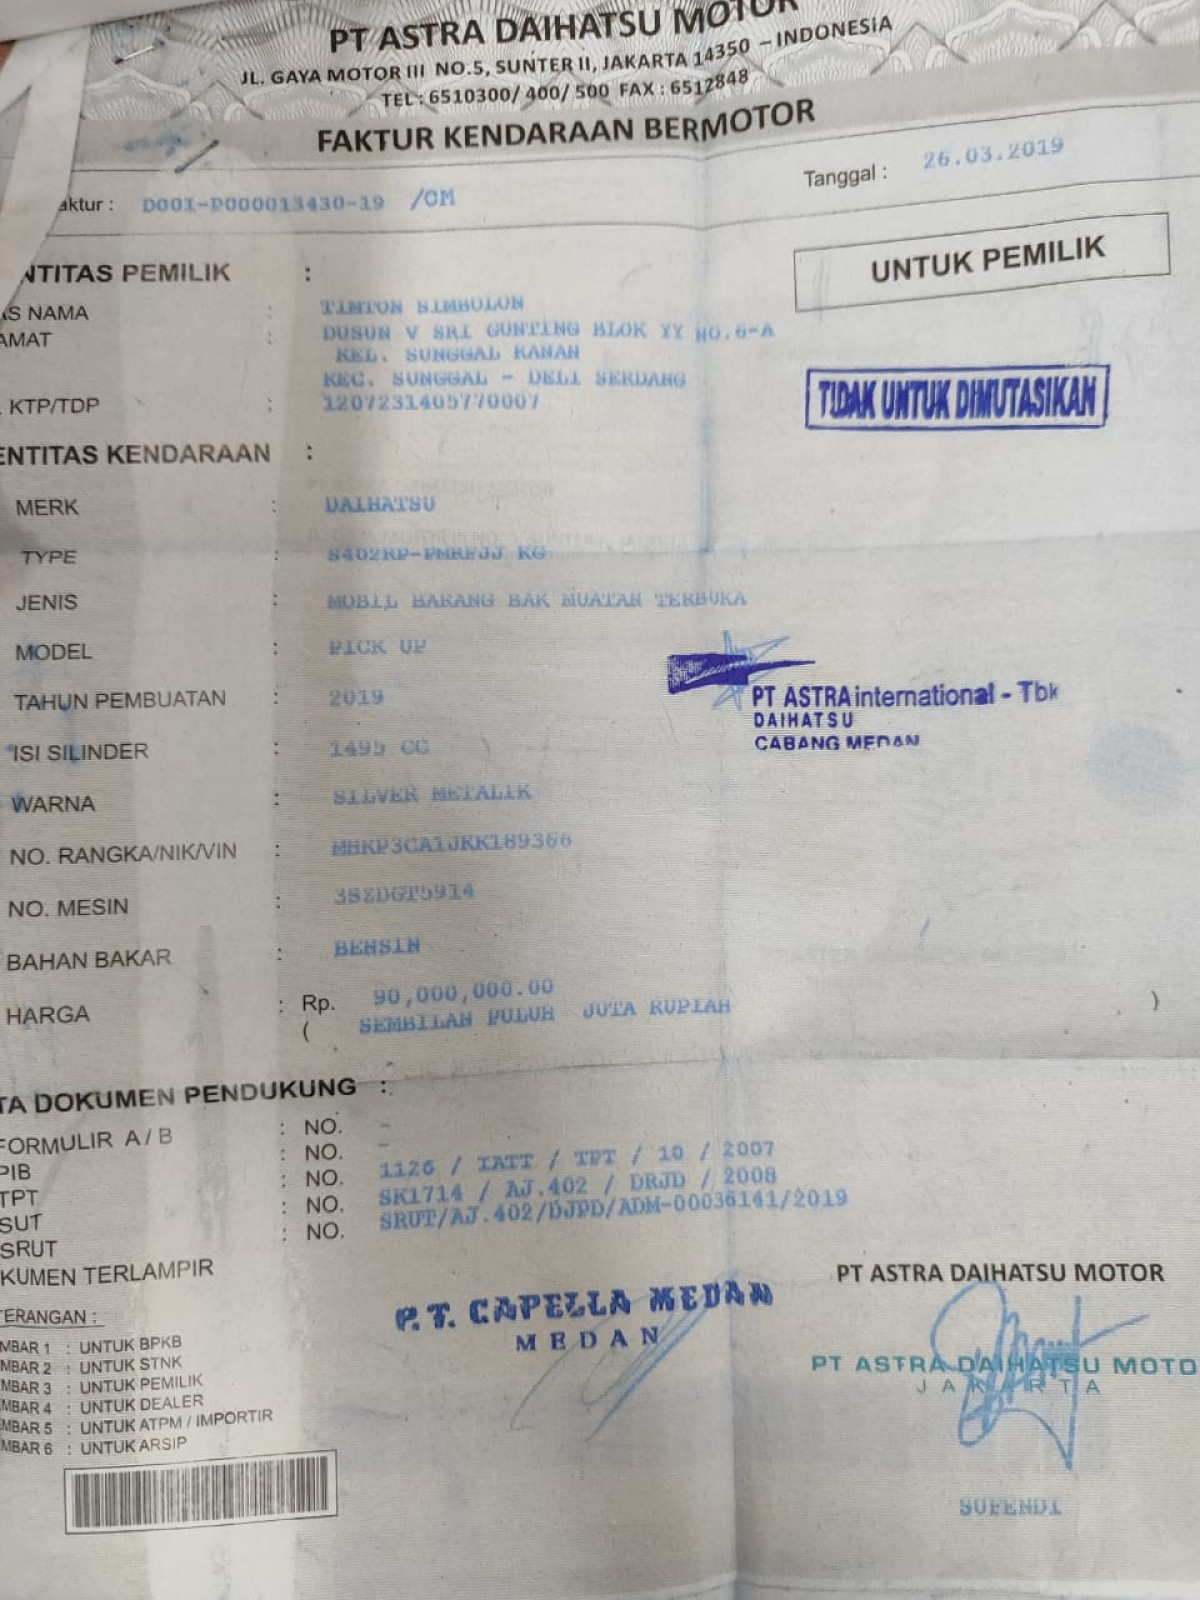 PT ASTRA DAIHATSU MOTOR
JL. GAYA MOTOR III NO.5, SUNTER II, JAKARTA 14350 – INDONESIA
TEL : 6510300/ 400/ 500 FAX : 6512848
FAKTUR KENDARAAN BERMOTOR
aktur : D001-P000013430-19 /CM
Tanggal : 26.03.2019
UNTUK PEMILIK
NTITAS PEMILIK :
AS NAMA : TINTON SIMBOLON
AMAT : DUSUN V SRI GUNTING BLOK YY NO.6-A
KEL. SUNGGAL KANAN
KEC. SUNGGAL - DELI SERDANG
. KTP/TDP : 1207231405770007
TIDAK UNTUK DIMUTASIKAN
ENTITAS KENDARAAN :
MERK : DAIHATSU
TYPE : S402RP-PMRFJJ KG
JENIS : MOBIL BARANG BAK MUATAN TERBUKA
MODEL : PICK UP
TAHUN PEMBUATAN : 2019
ISI SILINDER : 1495 CC
PT ASTRA international - Tbk
DAIHATSU
CABANG MEDAN
WARNA : SILVER METALIK
NO. RANGKA/NIK/VIN : MHKP3CA1JKK189366
NO. MESIN : 3SZDGT5914
BAHAN BAKAR : BENSIN
HARGA : Rp. 90,000,000.00
( SEMBILAN PULUH JUTA RUPIAH )
TA DOKUMEN PENDUKUNG :
FORMULIR A / B : NO. -
PIB : NO. -
TPT : NO. 1126 / IATT / TPT / 10 / 2007
SUT : NO. SK1714 / AJ.402 / DRJD / 2008
SRUT : NO. SRUT/AJ.402/DJPD/ADM-00036141/2019
KUMEN TERLAMPIR
TERANGAN :
MBAR 1 : UNTUK BPKB
MBAR 2 : UNTUK STNK
MBAR 3 : UNTUK PEMILIK
MBAR 4 : UNTUK DEALER
MBAR 5 : UNTUK ATPM / IMPORTIR
MBAR 6 : UNTUK ARSIP
P.T. CAPELLA MEDAN
MEDAN
PT ASTRA DAIHATSU MOTOR
PT ASTRA DAIHATSU MOTO
JAKARTA
SUFENDI